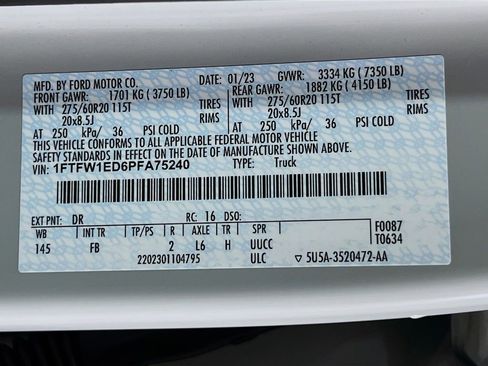 MFD. BY FORD MOTOR CO. DATE: 01/23 GVWR: 3334 KG ( 7350 LB)
FRONT GAWR: 1701 KG ( 3750 LB) REAR GAWR: 1882 KG ( 4150 LB)
WITH WITH
275/60R20 115T TIRES 275/60R20 115T TIRES
20x8.5J RIMS 20x8.5J RIMS
AT 250 kPa/ 36 PSI COLD AT 250 kPa/ 36 PSI COLD
THIS VEHICLE CONFORMS TO ALL APPLICABLE FEDERAL MOTOR VEHICLE
SAFETY AND THEFT PREVENTION STANDARDS IN EFFECT ON THE DATE OF MANUFACTURE SHOWN ABOVE.
VIN: 1FTFW1ED6PFA75240 TYPE: Truck
EXT PNT: DR RC: 16 DSO: F0087
WB INT TR TP/PS R AXLE TR SPR T0634
145 FB 2 L6 H UUCC
2202301104795 ULC ▽ 5U5A-3520472-AA